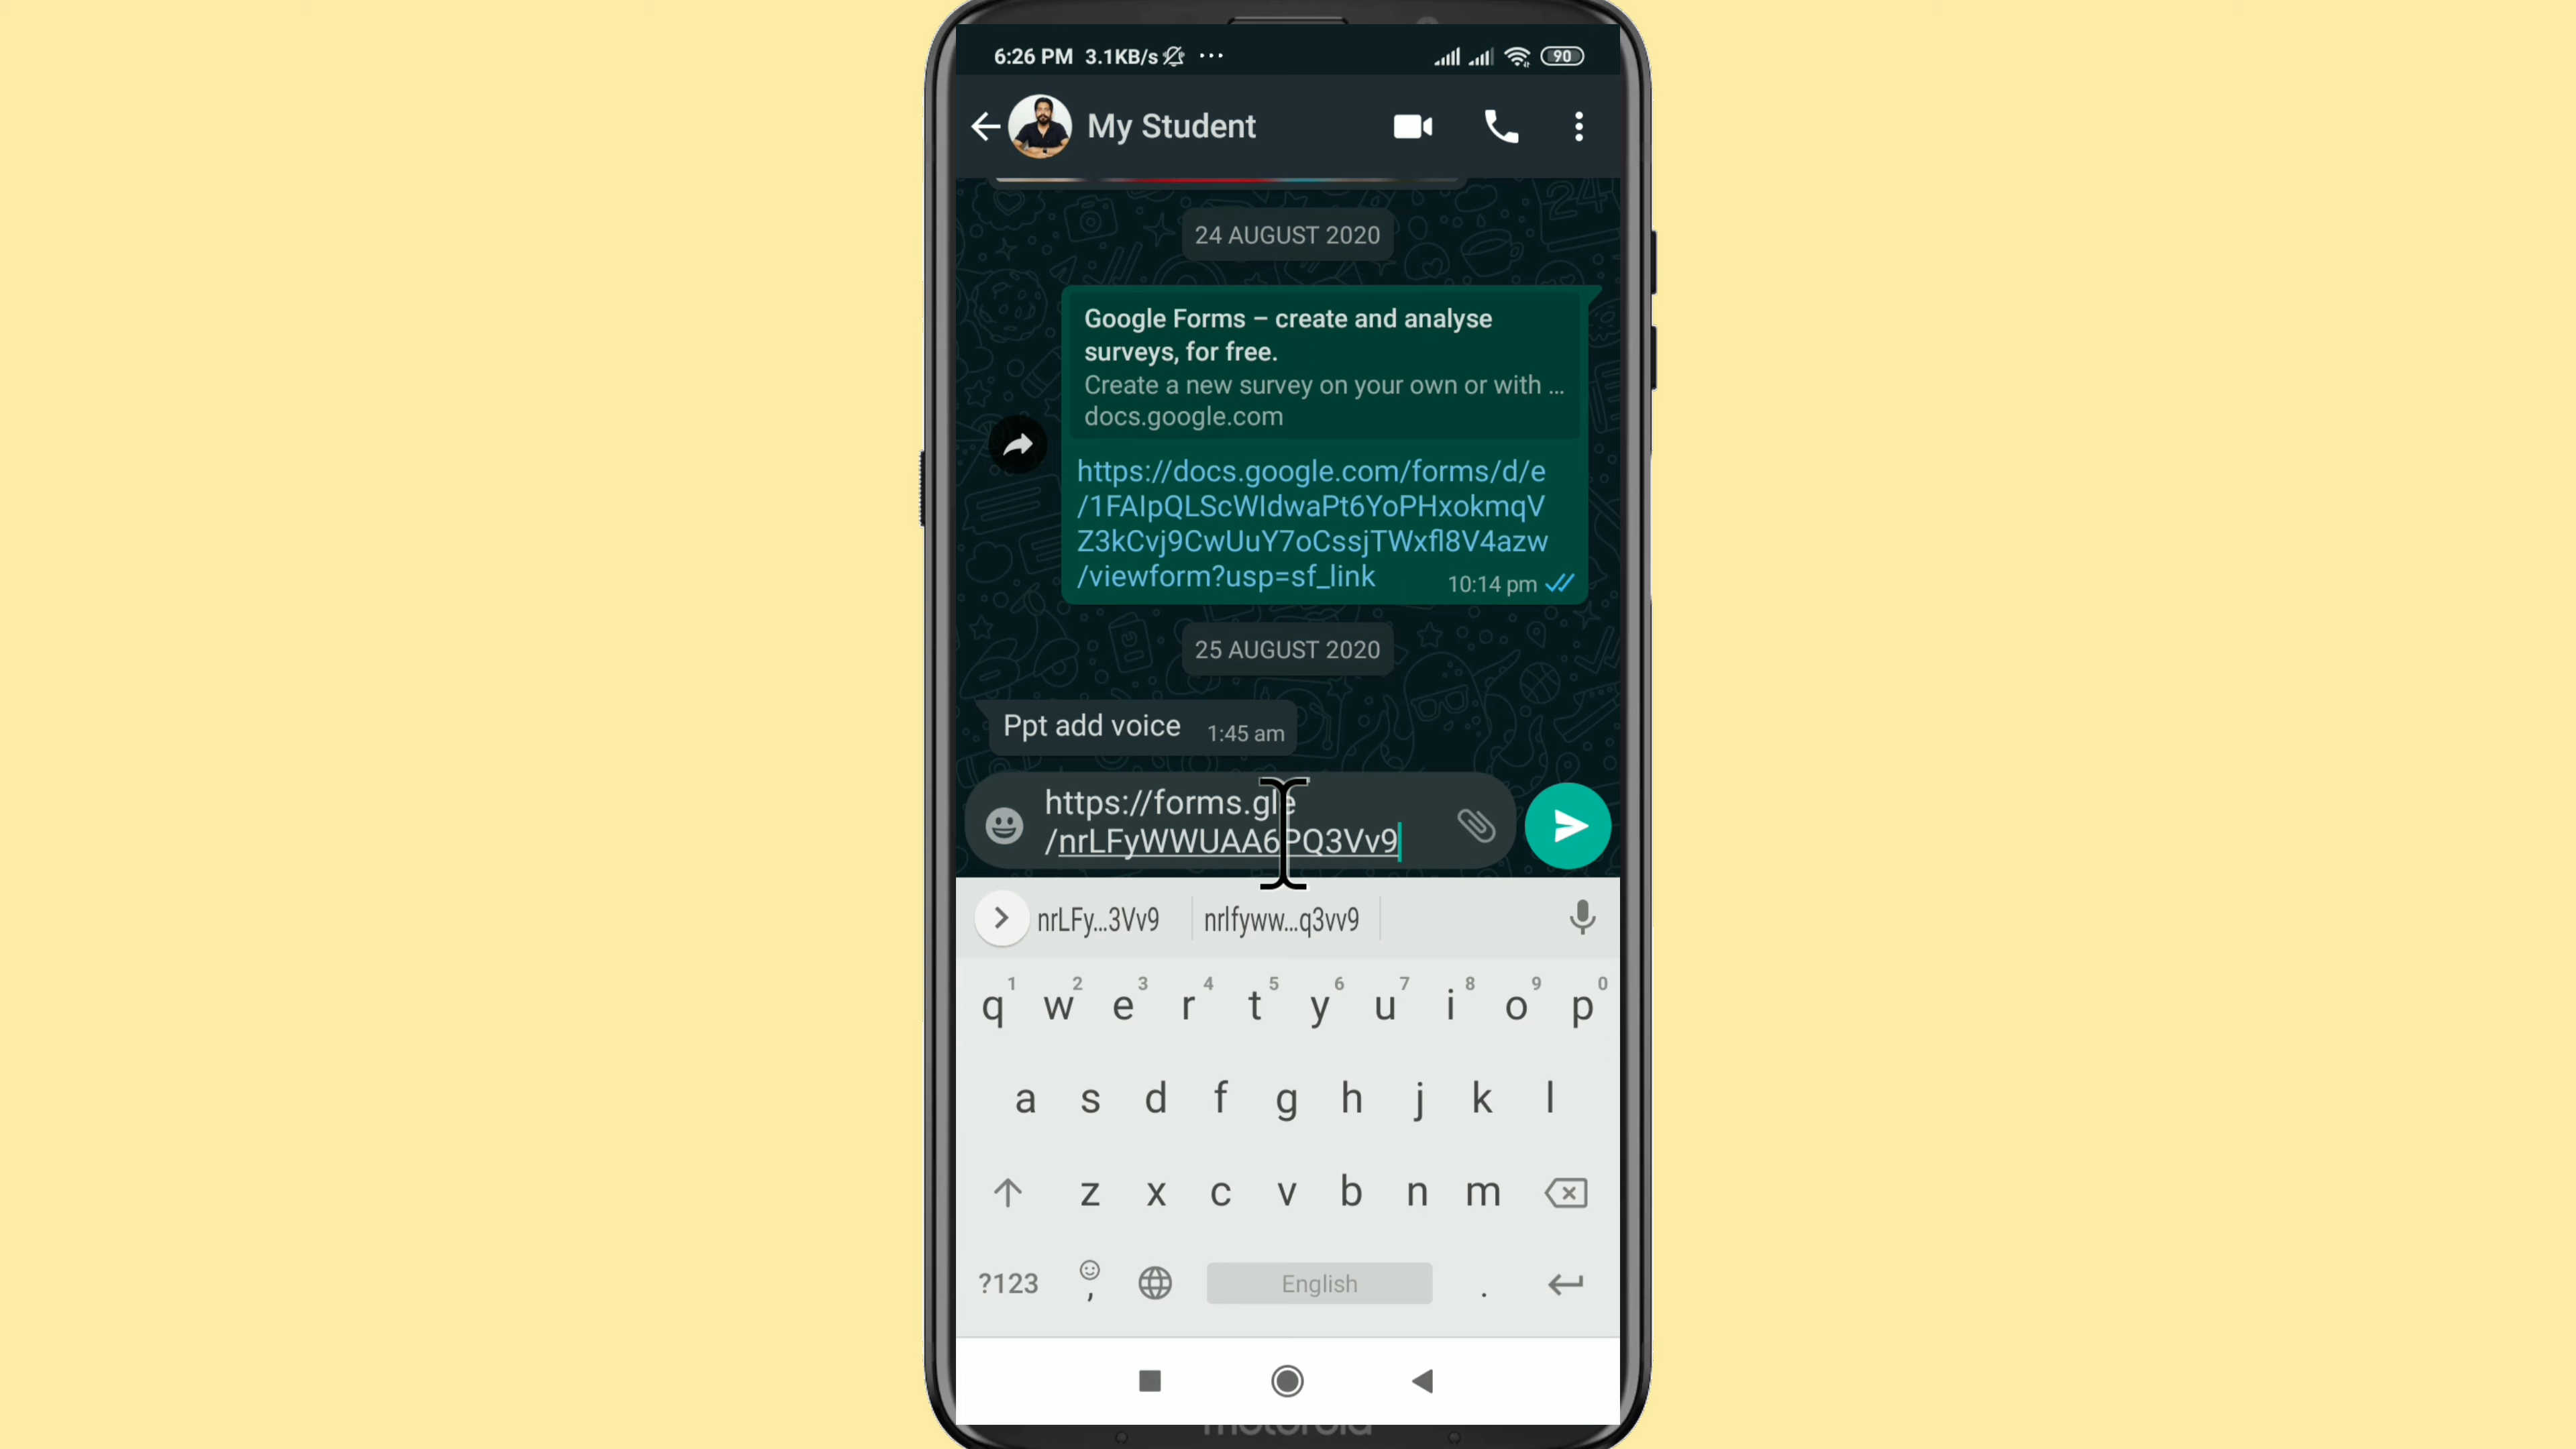 6:26 PM 3.1KB/s ... 90
My Student
24 AUGUST 2020
Google Forms – create and analyse
surveys, for free.
Create a new survey on your own or with ...
docs.google.com
https://docs.google.com/forms/d/e
/1FAIpQLScWIdwaPt6YoPHxokmqV
Z3kCvj9CwUuY7oCssjTWxfl8V4azw
/viewform?usp=sf_link
10:14 pm
25 AUGUST 2020
Ppt add voice 1:45 am
https://forms.gle
/nrLFyWWUAA6PQ3Vv9
nrLFy...3Vv9 nrlfyww...q3vv9
1 2 3 4 5 6 7 8 9 0
q w e r t y u i o p
a s d f g h j k l
z x c v b n m
?123 , English .
motorola